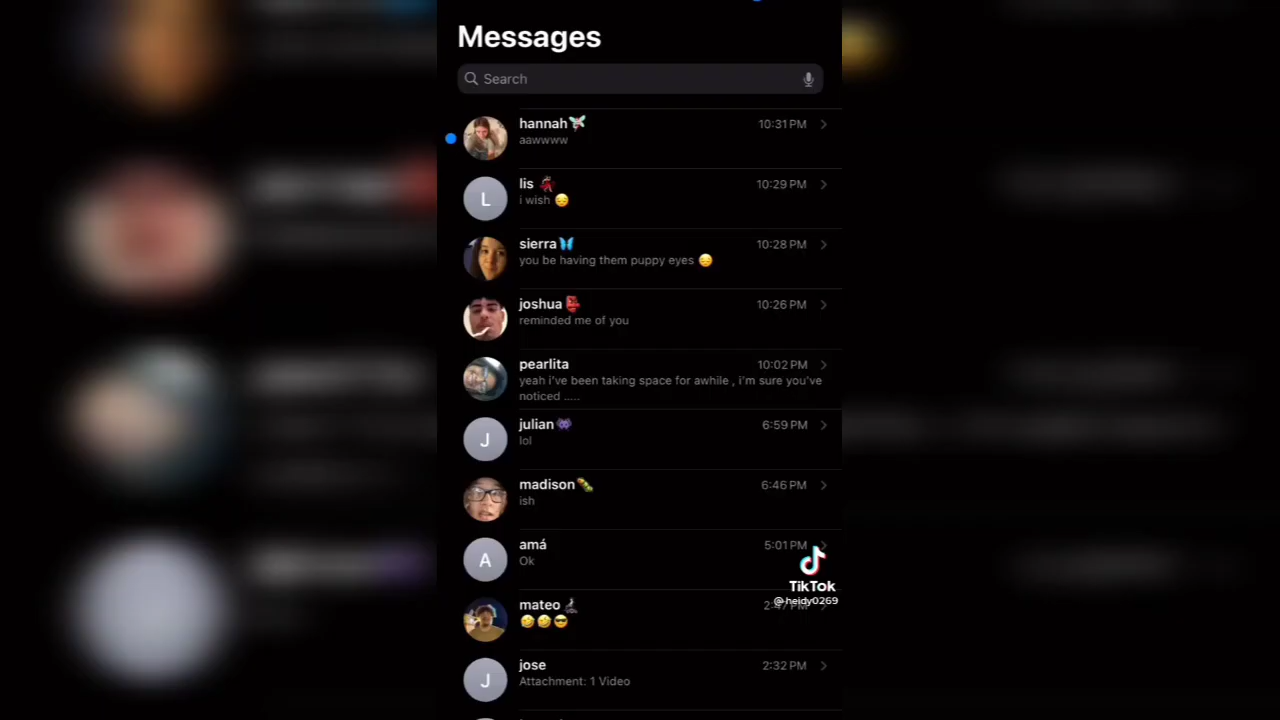 Messages
Search
hannah 10:31 PM
aawwww
lis 10:29 PM
i wish 😔
sierra🦋 10:28 PM
you be having them puppy eyes 😔
joshua👺 10:26 PM
reminded me of you
pearlita 10:02 PM
yeah i've been taking space for awhile , i'm sure you've
noticed .....
L
J
julian👾 6:59 PM
lol
madison🐛 6:46 PM
ish
A
amá 5:01 PM
Ok
TikTok
@heidy0269
mateo 2:47 PM
🤣🤣😎
J
jose 2:32 PM
Attachment: 1 Video